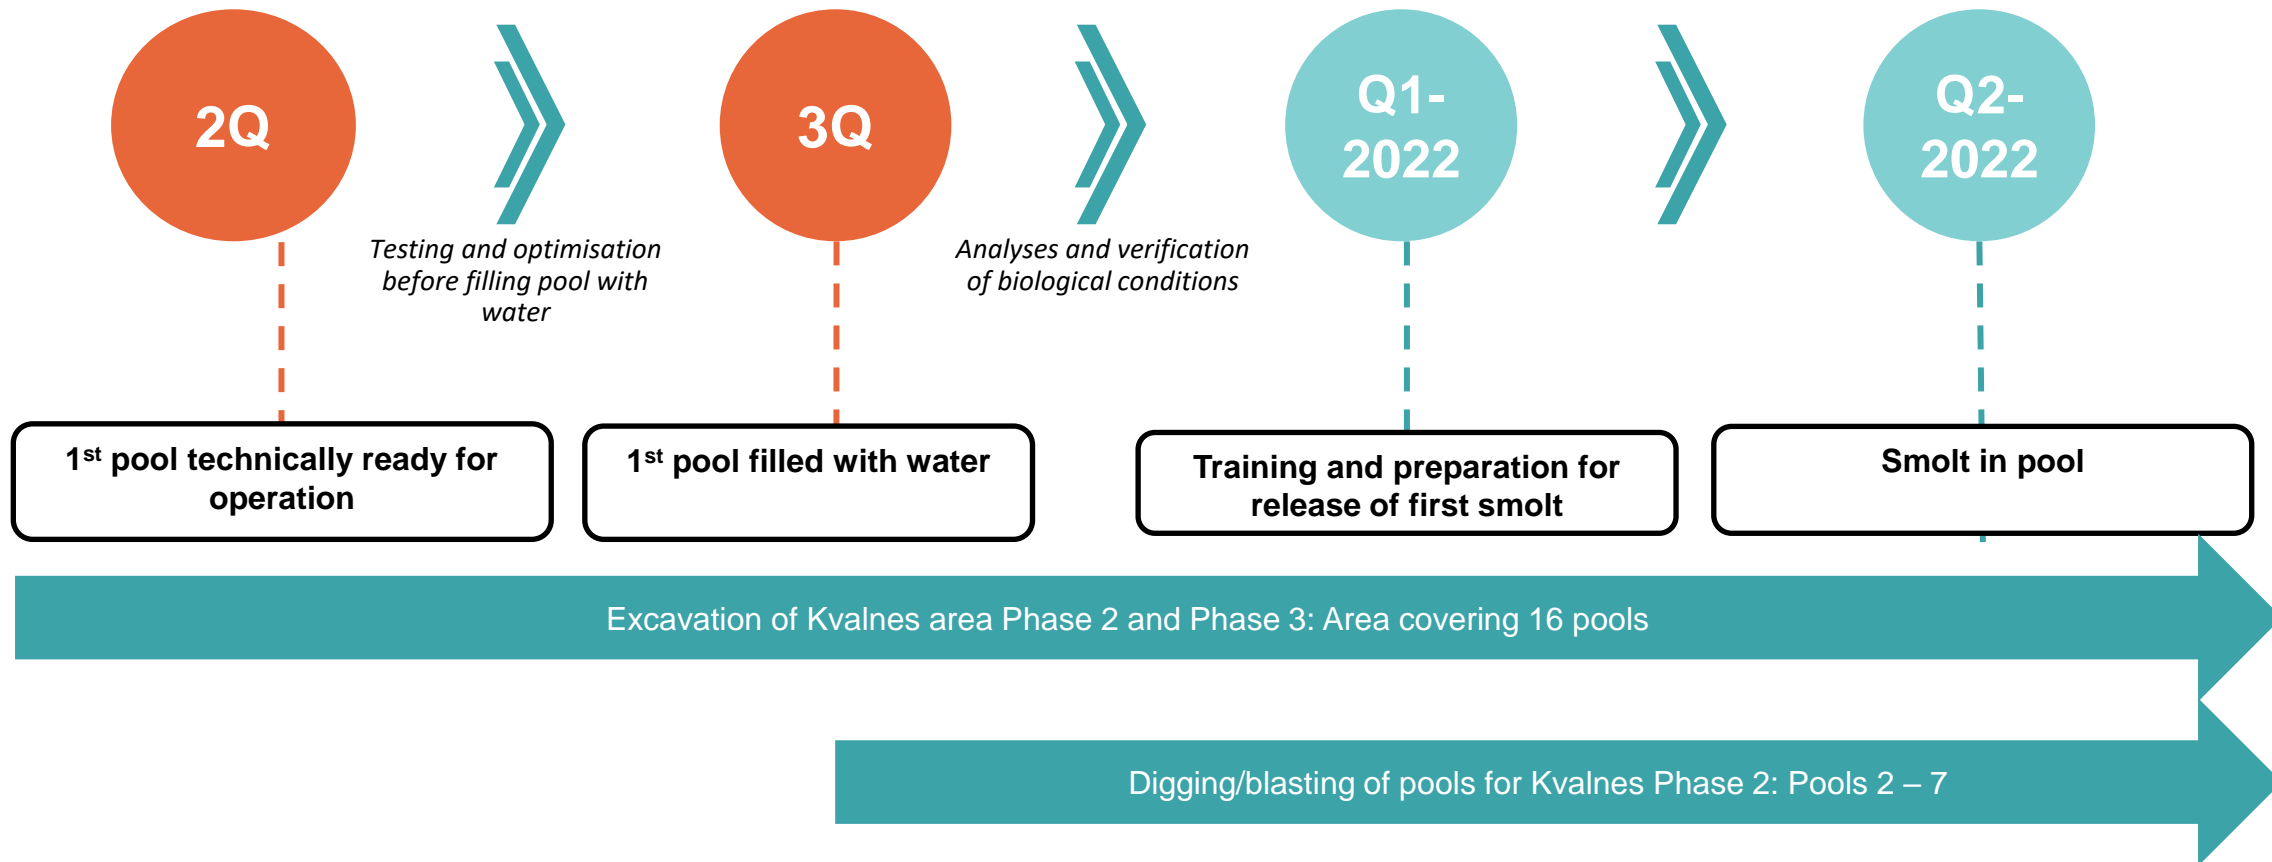 2Q
3Q
Q1-
2022
Q2-
2022
Testing and optimisation
before filling pool with
water
Analyses and verification
of biological conditions
1st pool technically ready for
operation
1st pool filled with water
Training and preparation for
release of first smolt
Smolt in pool
Excavation of Kvalnes area Phase 2 and Phase 3: Area covering 16 pools
Digging/blasting of pools for Kvalnes Phase 2: Pools 2 – 7